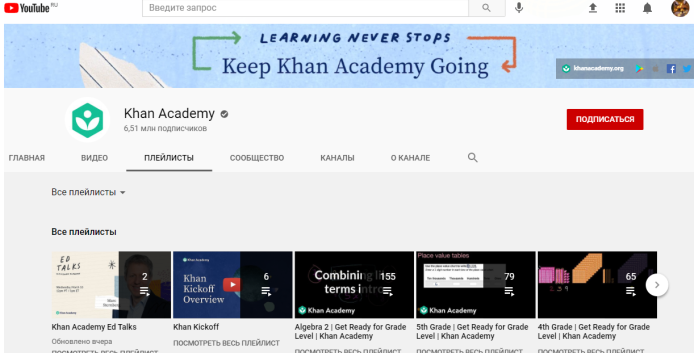 YouTube RU
Введите запрос
LEARNING NEVER STOPS
Keep Khan Academy Going
khanacademy.org
Khan Academy
6,51 млн подписчиков
ПОДПИСАТЬСЯ
ГЛАВНАЯ ВИДЕО ПЛЕЙЛИСТЫ СООБЩЕСТВО КАНАЛЫ О КАНАЛЕ
Все плейлисты
Все плейлисты
ED TALKS
2
Khan Academy
Khan Kickoff Overview
6
Combining terms
155
Khan Academy
Place value tables
79
Khan Academy
65
Khan Academy
Khan Academy Ed Talks
Обновлено вчера
ПОСМОТРЕТЬ ВЕСЬ ПЛЕЙЛИСТ
Khan Kickoff
ПОСМОТРЕТЬ ВЕСЬ ПЛЕЙЛИСТ
Algebra 2 | Get Ready for Grade
Level | Khan Academy
ПОСМОТРЕТЬ ВЕСЬ ПЛЕЙЛИСТ
5th Grade | Get Ready for Grade
Level | Khan Academy
ПОСМОТРЕТЬ ВЕСЬ ПЛЕЙЛИСТ
4th Grade | Get Ready for Grade
Level | Khan Academy
ПОСМОТРЕТЬ ВЕСЬ ПЛЕЙЛИСТ